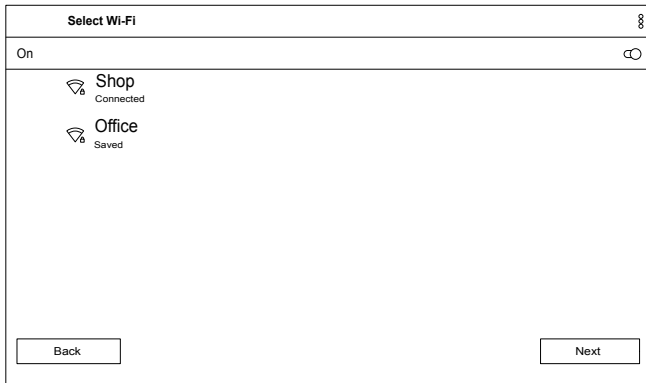 Select Wi-Fi
On
Shop
Connected
Office
Saved
Back
Next